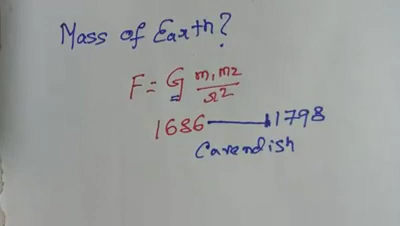 Mass of Earth?
F = G m₁m₂/r²
1686 → 1798
Cavendish